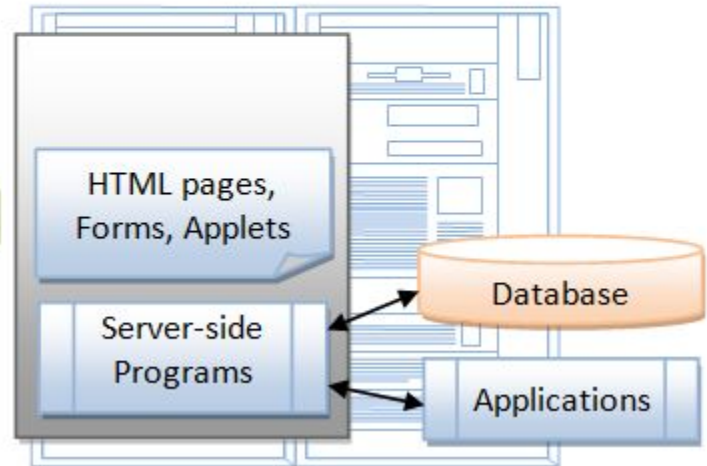 HTML pages,
Forms, Applets
Server-side
Programs
Database
Applications